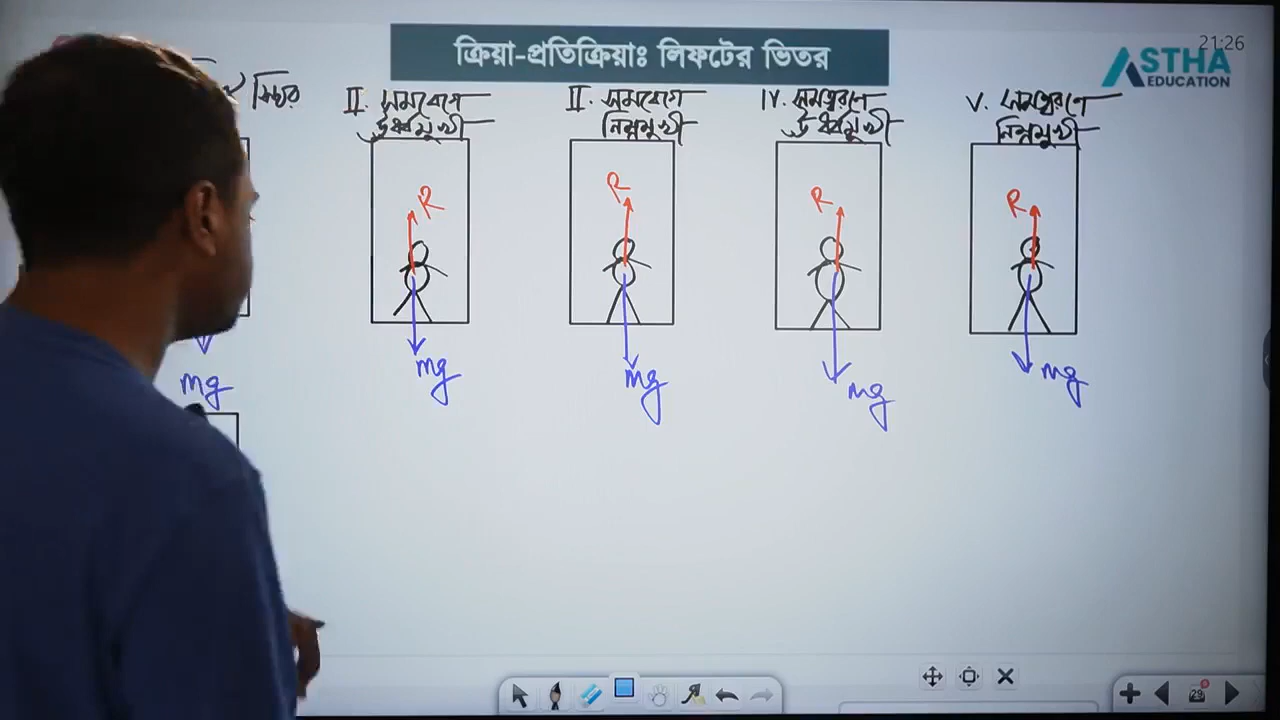 21:26
ক্রিয়া-প্রতিক্রিয়াঃ লিফটের ভিতর
ASTHA
EDUCATION
স্থির
II. সমবেগে
ঊর্ধ্বমুখী
II. সমবেগে
নিম্নমুখী
IV. সমত্বরণে
ঊর্ধ্বমুখী
V. সমত্বরণে
নিম্নমুখী
R
R
R
R
mg
mg
mg
mg
mg
29